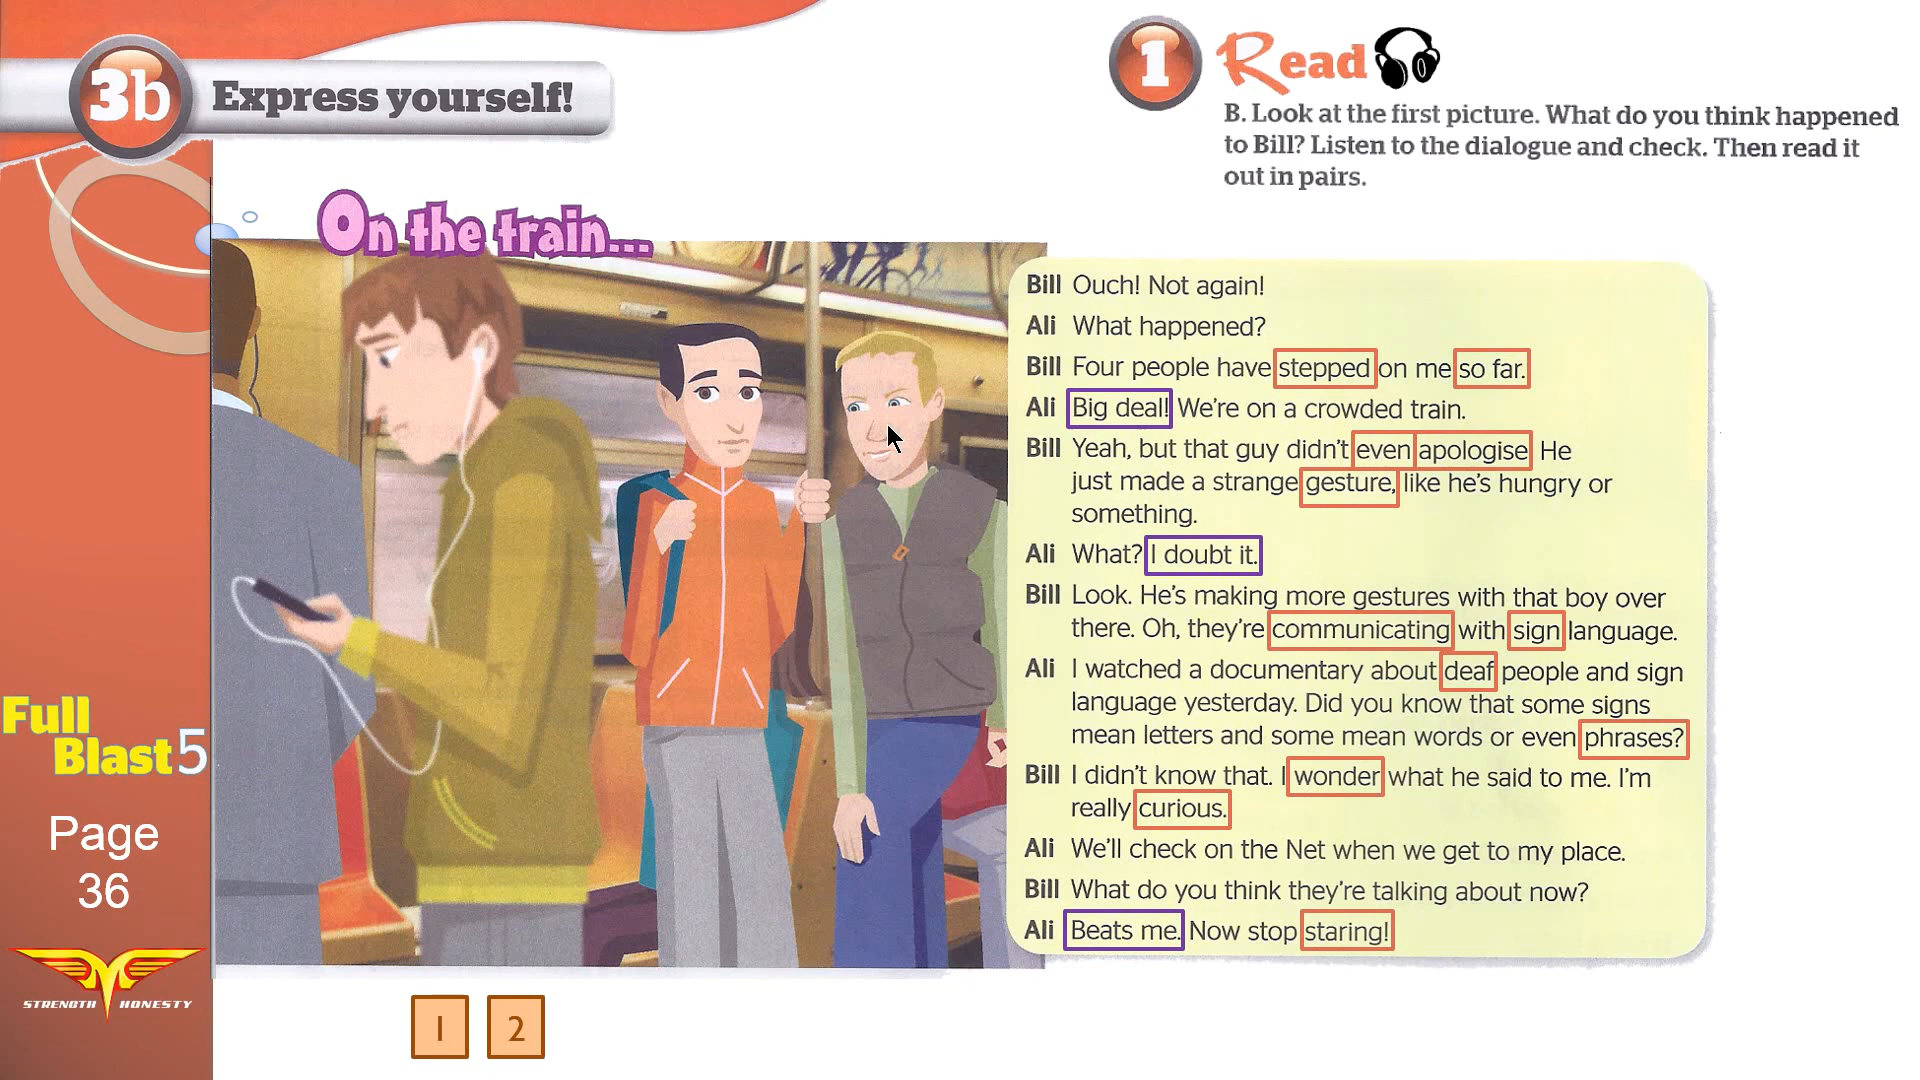 3b Express yourself!
1 Read
B. Look at the first picture. What do you think happened
to Bill? Listen to the dialogue and check. Then read it
out in pairs.
On the train...
Bill Ouch! Not again!
Ali What happened?
Bill Four people have stepped on me so far.
Ali Big deal! We're on a crowded train.
Bill Yeah, but that guy didn't even apologise He
just made a strange gesture, like he's hungry or
something.
Ali What? I doubt it.
Bill Look. He's making more gestures with that boy over
there. Oh, they're communicating with sign language.
Ali I watched a documentary about deaf people and sign
language yesterday. Did you know that some signs
mean letters and some mean words or even phrases?
Bill I didn't know that. I wonder what he said to me. I'm
really curious.
Ali We'll check on the Net when we get to my place.
Bill What do you think they're talking about now?
Ali Beats me. Now stop staring!
Full
Blast 5
Page
36
STRENGTH HONESTY
1 2